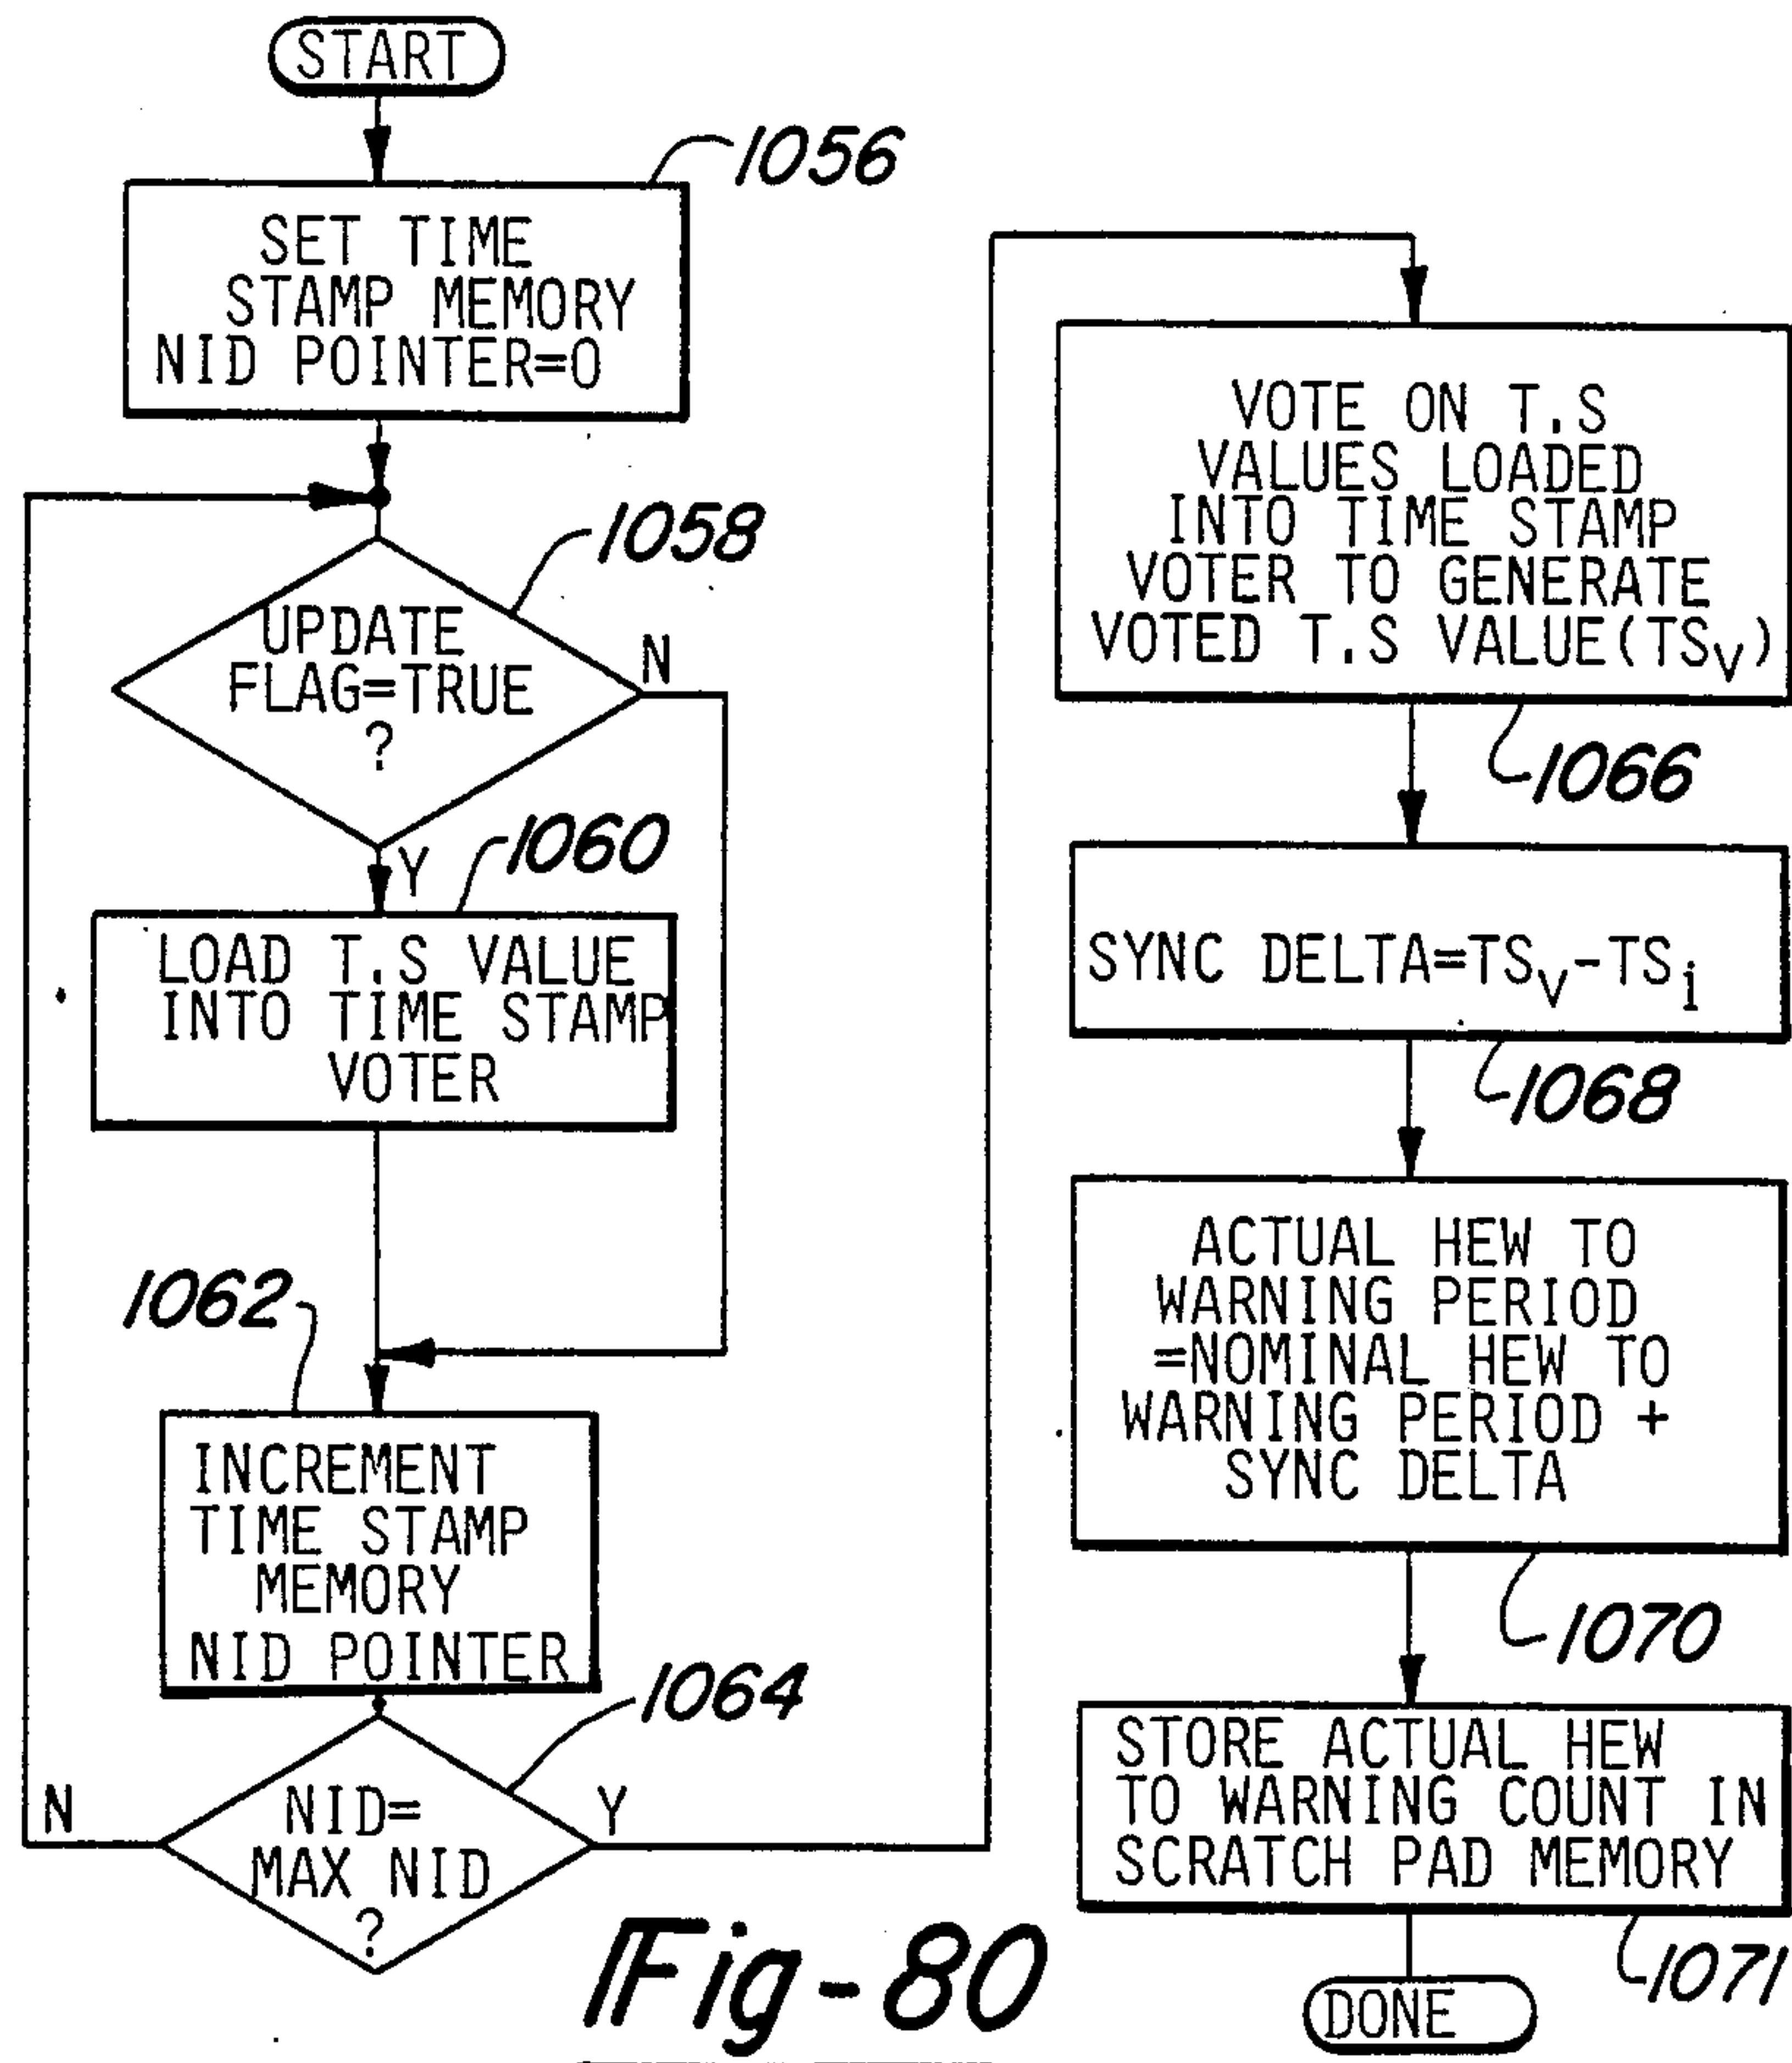 START
1056
SET TIME
STAMP MEMORY
NID POINTER=0
1058
UPDATE
FLAG=TRUE
?
N
Y
1060
LOAD T.S VALUE
INTO TIME STAMP
VOTER
1062
INCREMENT
TIME STAMP
MEMORY
NID POINTER
1064
NID=
MAX NID
?
N
Y
VOTE ON T.S
VALUES LOADED
INTO TIME STAMP
VOTER TO GENERATE
VOTED T.S VALUE(TSV)
1066
SYNC DELTA=TSV-TSi
1068
ACTUAL HEW TO
WARNING PERIOD
=NOMINAL HEW TO
WARNING PERIOD +
SYNC DELTA
1070
STORE ACTUAL HEW
TO WARNING COUNT IN
SCRATCH PAD MEMORY
1071
DONE
Fig-80